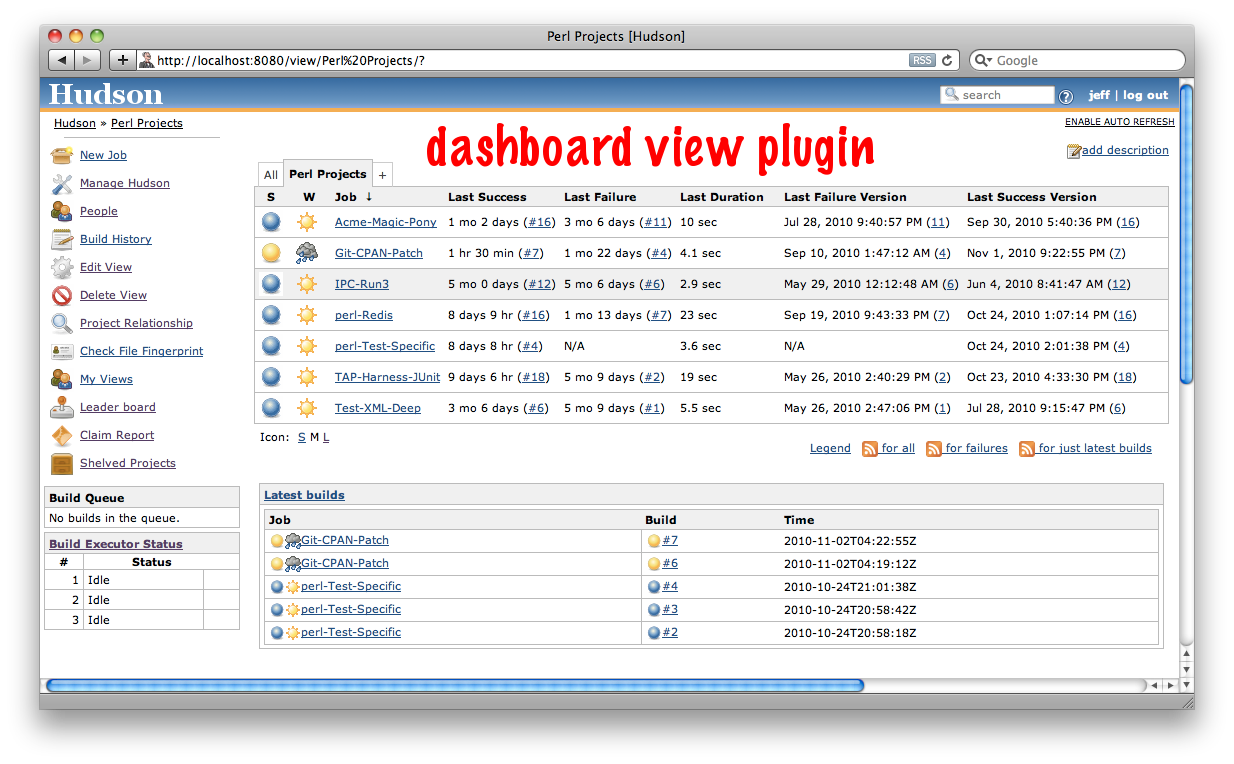 Perl Projects [Hudson]
http://localhost:8080/view/Perl%20Projects/?
RSS
Google
Hudson
search
jeff | log out
Hudson » Perl Projects
ENABLE AUTO REFRESH
dashboard view plugin
add description
New Job
Manage Hudson
People
Build History
Edit View
Delete View
Project Relationship
Check File Fingerprint
My Views
Leader board
Claim Report
Shelved Projects
Build Queue
No builds in the queue.
Build Executor Status
# Status
1 Idle
2 Idle
3 Idle
All Perl Projects +
S W Job ↓ Last Success Last Failure Last Duration Last Failure Version Last Success Version
Acme-Magic-Pony 1 mo 2 days (#16) 3 mo 6 days (#11) 10 sec Jul 28, 2010 9:40:57 PM (11) Sep 30, 2010 5:40:36 PM (16)
Git-CPAN-Patch 1 hr 30 min (#7) 1 mo 22 days (#4) 4.1 sec Sep 10, 2010 1:47:12 AM (4) Nov 1, 2010 9:22:55 PM (7)
IPC-Run3 5 mo 0 days (#12) 5 mo 6 days (#6) 2.9 sec May 29, 2010 12:12:48 AM (6) Jun 4, 2010 8:41:47 AM (12)
perl-Redis 8 days 9 hr (#16) 1 mo 13 days (#7) 23 sec Sep 19, 2010 9:43:33 PM (7) Oct 24, 2010 1:07:14 PM (16)
perl-Test-Specific 8 days 8 hr (#4) N/A 3.6 sec N/A Oct 24, 2010 2:01:38 PM (4)
TAP-Harness-JUnit 9 days 6 hr (#18) 5 mo 9 days (#2) 19 sec May 26, 2010 2:40:29 PM (2) Oct 23, 2010 4:33:30 PM (18)
Test-XML-Deep 3 mo 6 days (#6) 5 mo 9 days (#1) 5.5 sec May 26, 2010 2:47:06 PM (1) Jul 28, 2010 9:15:47 PM (6)
Icon: S M L
Legend for all for failures for just latest builds
Latest builds
Job Build Time
Git-CPAN-Patch #7 2010-11-02T04:22:55Z
Git-CPAN-Patch #6 2010-11-02T04:19:12Z
perl-Test-Specific #4 2010-10-24T21:01:38Z
perl-Test-Specific #3 2010-10-24T20:58:42Z
perl-Test-Specific #2 2010-10-24T20:58:18Z